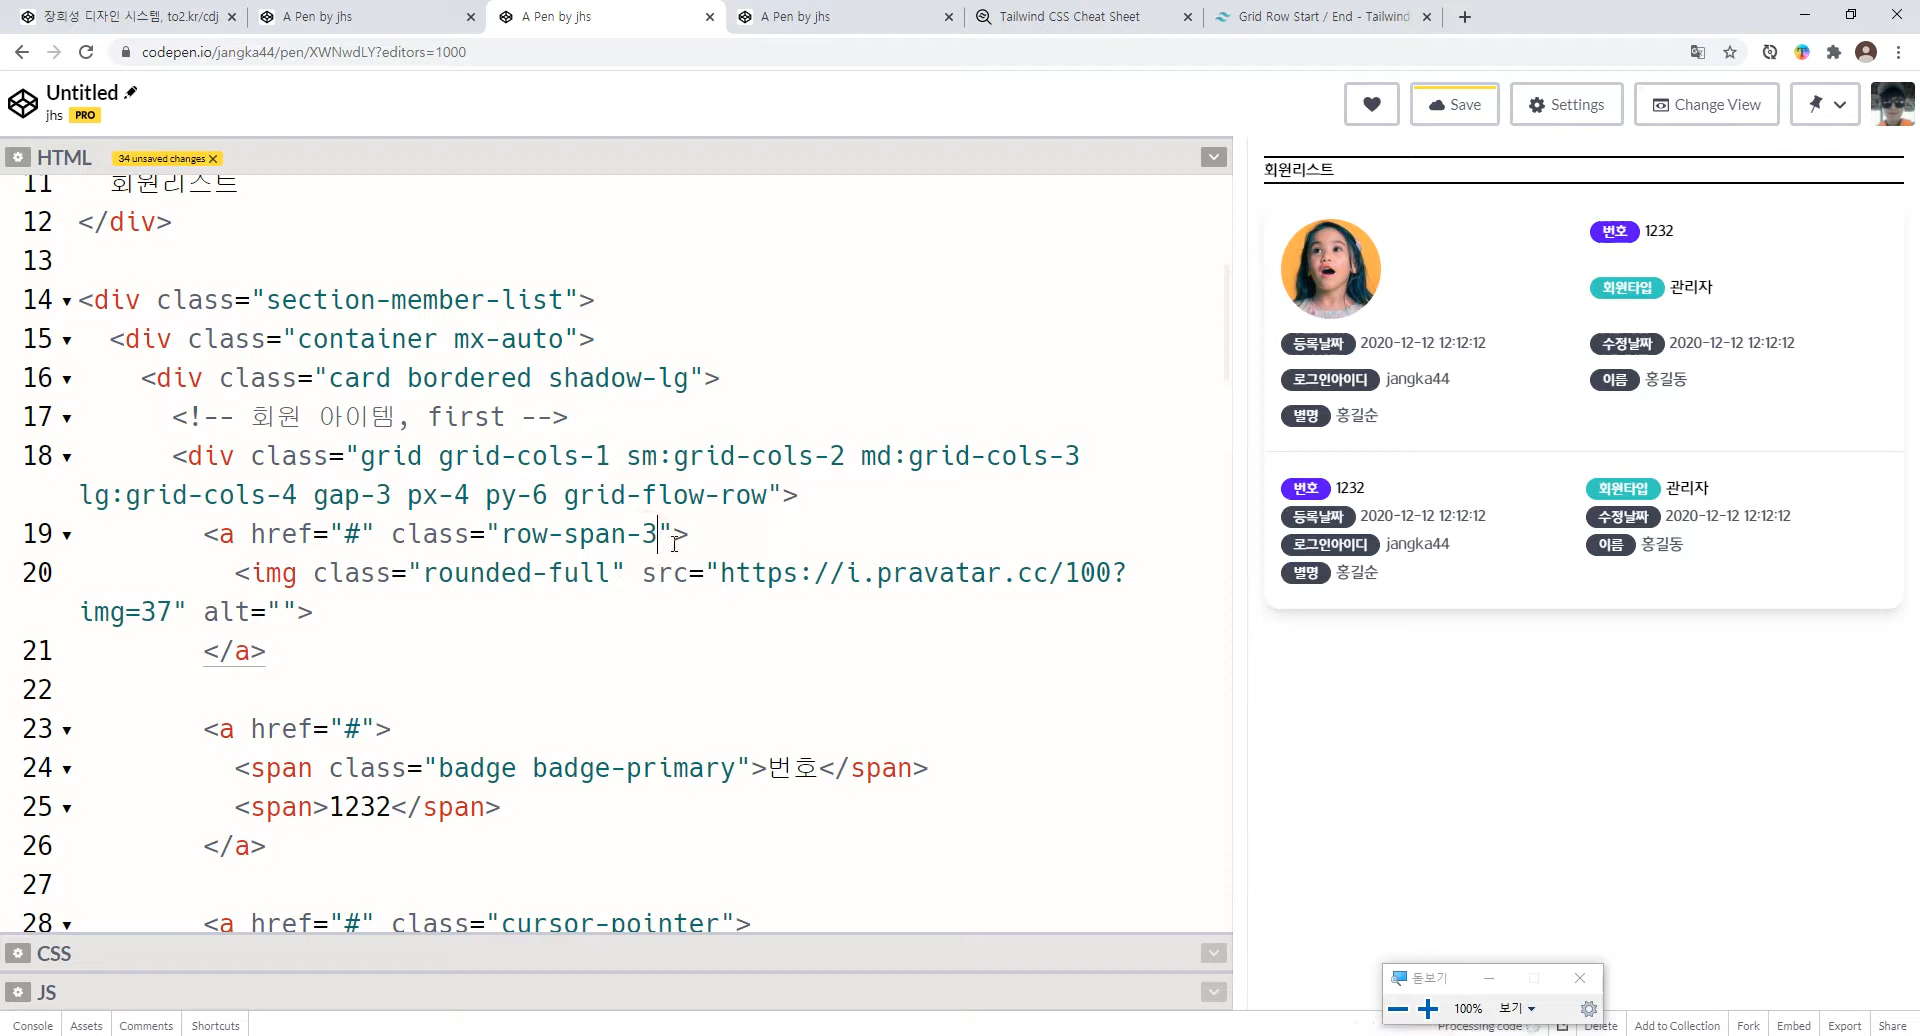 장희성 디자인 시스템, to2.kr/cdj
A Pen by jhs
A Pen by jhs
A Pen by jhs
Tailwind CSS Cheat Sheet
Grid Row Start / End - Tailwind
codepen.io/jangka44/pen/XWNwdLY?editors=1000
Untitled
jhs PRO
Save
Settings
Change View
HTML 34 unsaved changes ×
11 회원리스트
12 </div>
13
14 <div class="section-member-list">
15 <div class="container mx-auto">
16 <div class="card bordered shadow-lg">
17 <!-- 회원 아이템, first -->
18 <div class="grid grid-cols-1 sm:grid-cols-2 md:grid-cols-3
lg:grid-cols-4 gap-3 px-4 py-6 grid-flow-row">
19 <a href="#" class="row-span-3">
20 <img class="rounded-full" src="https://i.pravatar.cc/100?
img=37" alt="">
21 </a>
22
23 <a href="#">
24 <span class="badge badge-primary">번호</span>
25 <span>1232</span>
26 </a>
27
28 <a href="#" class="cursor-pointer">
CSS
JS
회원리스트
번호 1232
회원타입 관리자
등록날짜 2020-12-12 12:12:12
수정날짜 2020-12-12 12:12:12
로그인아이디 jangka44
이름 홍길동
별명 홍길순
번호 1232
회원타입 관리자
등록날짜 2020-12-12 12:12:12
수정날짜 2020-12-12 12:12:12
로그인아이디 jangka44
이름 홍길동
별명 홍길순
돋보기
100% 보기
Console
Assets
Comments
Shortcuts
Processing code
Delete
Add to Collection
Fork
Embed
Export
Share